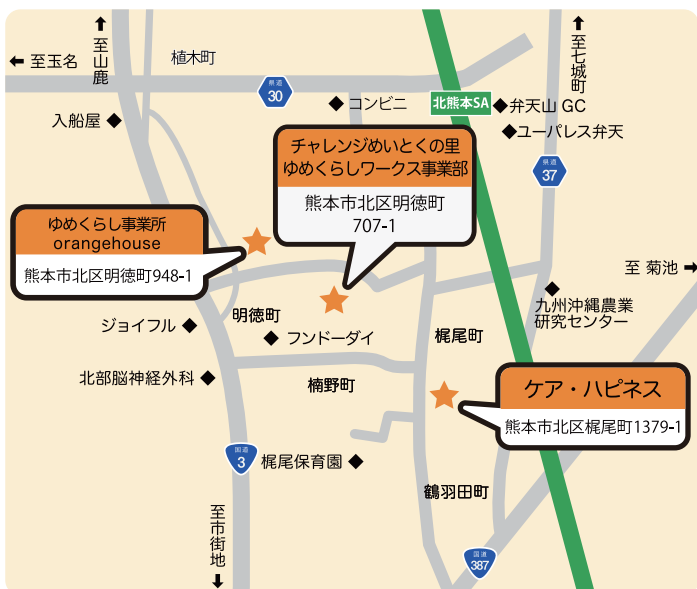 至山鹿
至玉名
植木町
至七城町
県道
30
コンビニ
北熊本SA
弁天山 GC
ユーパレス弁天
入船屋
チャレンジめいとくの里
ゆめくらしワークス事業部
熊本市北区明徳町
707-1
県道
37
ゆめくらし事業所
orangehouse
熊本市北区明徳町948-1
至 菊池
九州沖縄農業
研究センター
明徳町
ジョイフル
フンドーダイ
梶尾町
北部脳神経外科
楠野町
ケア・ハピネス
熊本市北区梶尾町1379-1
国道
3
梶尾保育園
鶴羽田町
至市街地
国道
387